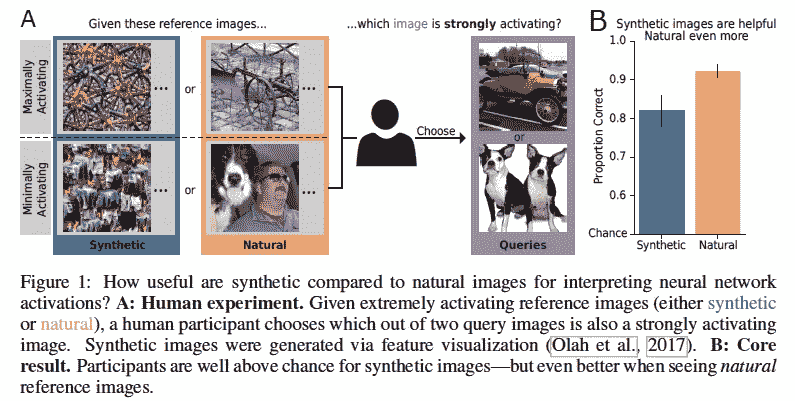 A
Given these reference images...
...which image is strongly activating?
Maximally
Activating
Minimally
Activating
...
or
...
...
or
...
Choose
or
Synthetic
Natural
Queries
B
Synthetic images are helpful
Natural even more
Proportion Correct
1.0
0.9
0.8
0.7
0.6
Chance
Synthetic
Natural
Figure 1: How useful are synthetic compared to natural images for interpreting neural network
activations? A: Human experiment. Given extremely activating reference images (either synthetic
or natural), a human participant chooses which out of two query images is also a strongly activating
image. Synthetic images were generated via feature visualization (Olah et al., 2017). B: Core
result. Participants are well above chance for synthetic images—but even better when seeing natural
reference images.